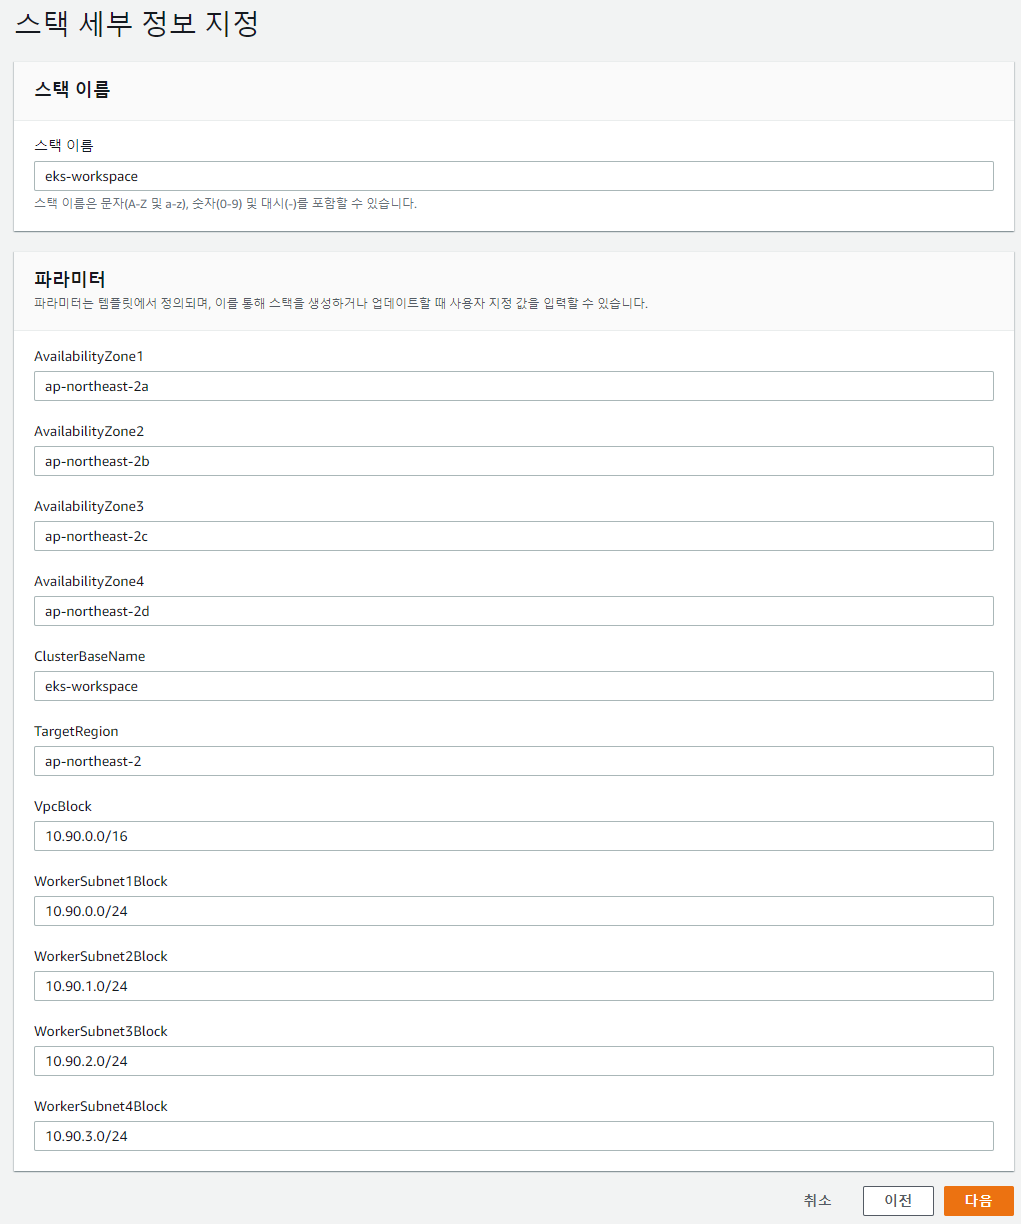 스택 세부 정보 지정
스택 이름
스택 이름
eks-workspace
스택 이름은 문자(A-Z 및 a-z), 숫자(0-9) 및 대시(-)를 포함할 수 있습니다.
파라미터
파라미터는 템플릿에서 정의되며, 이를 통해 스택을 생성하거나 업데이트할 때 사용자 지정 값을 입력할 수 있습니다.
AvailabilityZone1
ap-northeast-2a
AvailabilityZone2
ap-northeast-2b
AvailabilityZone3
ap-northeast-2c
AvailabilityZone4
ap-northeast-2d
ClusterBaseName
eks-workspace
TargetRegion
ap-northeast-2
VpcBlock
10.90.0.0/16
WorkerSubnet1Block
10.90.0.0/24
WorkerSubnet2Block
10.90.1.0/24
WorkerSubnet3Block
10.90.2.0/24
WorkerSubnet4Block
10.90.3.0/24
취소 이전 다음